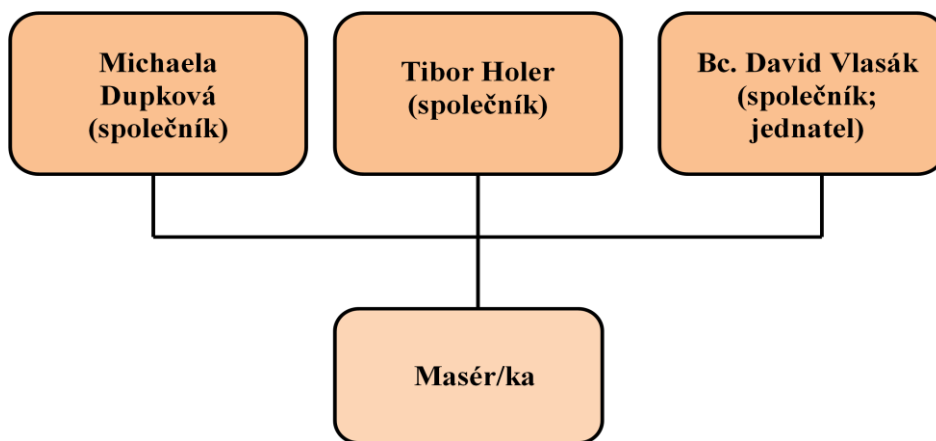 Michaela
Dupková
(společník)
Tibor Holer
(společník)
Bc. David Vlasák
(společník;
jednatel)
Masér/ka